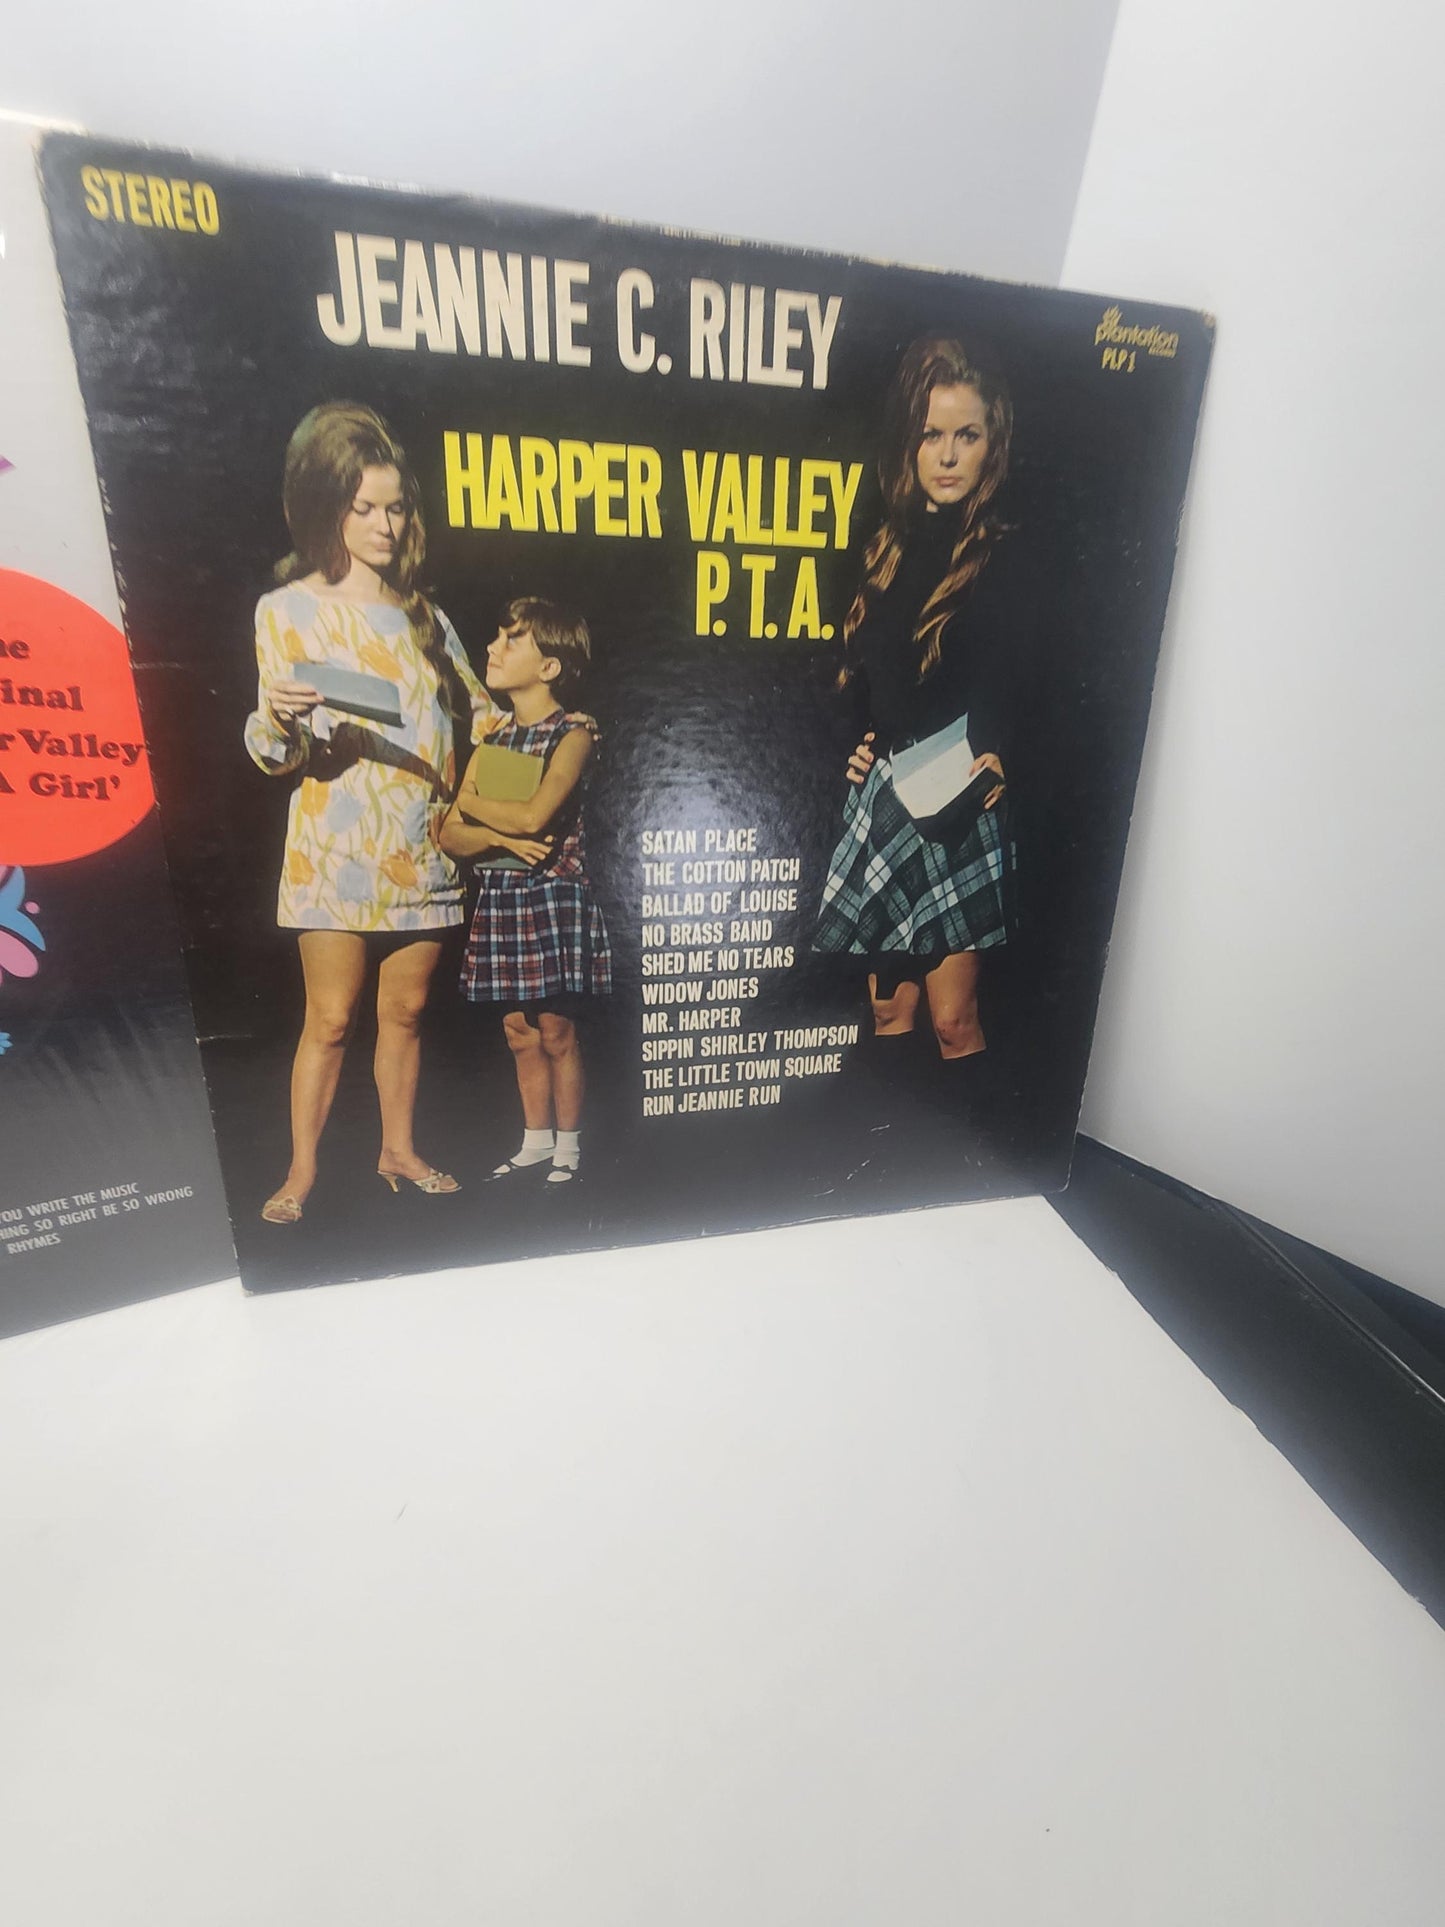 STEREO
JEANNIE C. RILEY
plantation
RECORDS
PLP 1
HARPER VALLEY
P.T.A.
SATAN PLACE
THE COTTON PATCH
BALLAD OF LOUISE
NO BRASS BAND
SHED ME NO TEARS
WIDOW JONES
MR. HARPER
SIPPIN SHIRLEY THOMPSON
THE LITTLE TOWN SQUARE
RUN JEANNIE RUN
Valley
A Girl'
YOU WRITE THE MUSIC
SO RIGHT BE SO WRONG
RHYMES